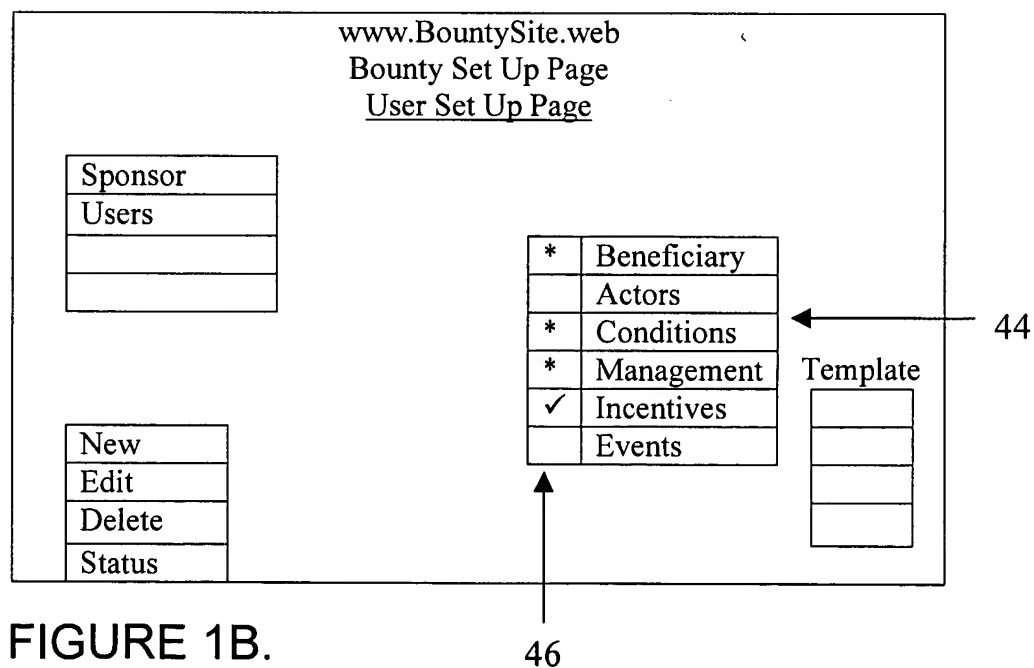 www.BountySite.web
Bounty Set Up Page
User Set Up Page
Sponsor
Users
* Beneficiary
Actors
* Conditions
* Management
✓ Incentives
Events
44
Template
New
Edit
Delete
Status
46
FIGURE 1B.